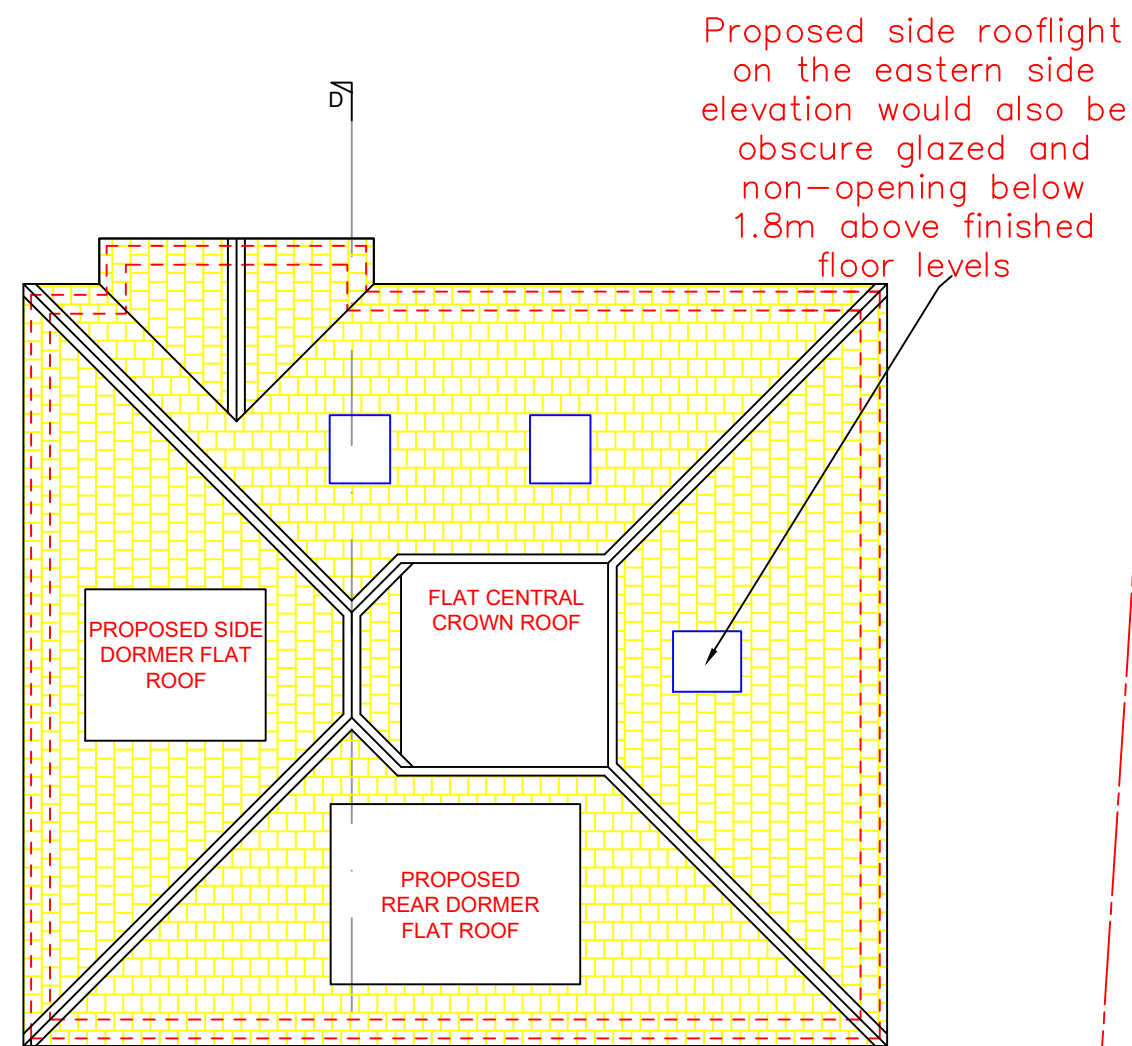 Proposed side rooflight
on the eastern side
elevation would also be
obscure glazed and
non-opening below
1.8m above finished
floor levels
D
FLAT CENTRAL
CROWN ROOF
PROPOSED SIDE
DORMER FLAT
ROOF
PROPOSED
REAR DORMER
FLAT ROOF